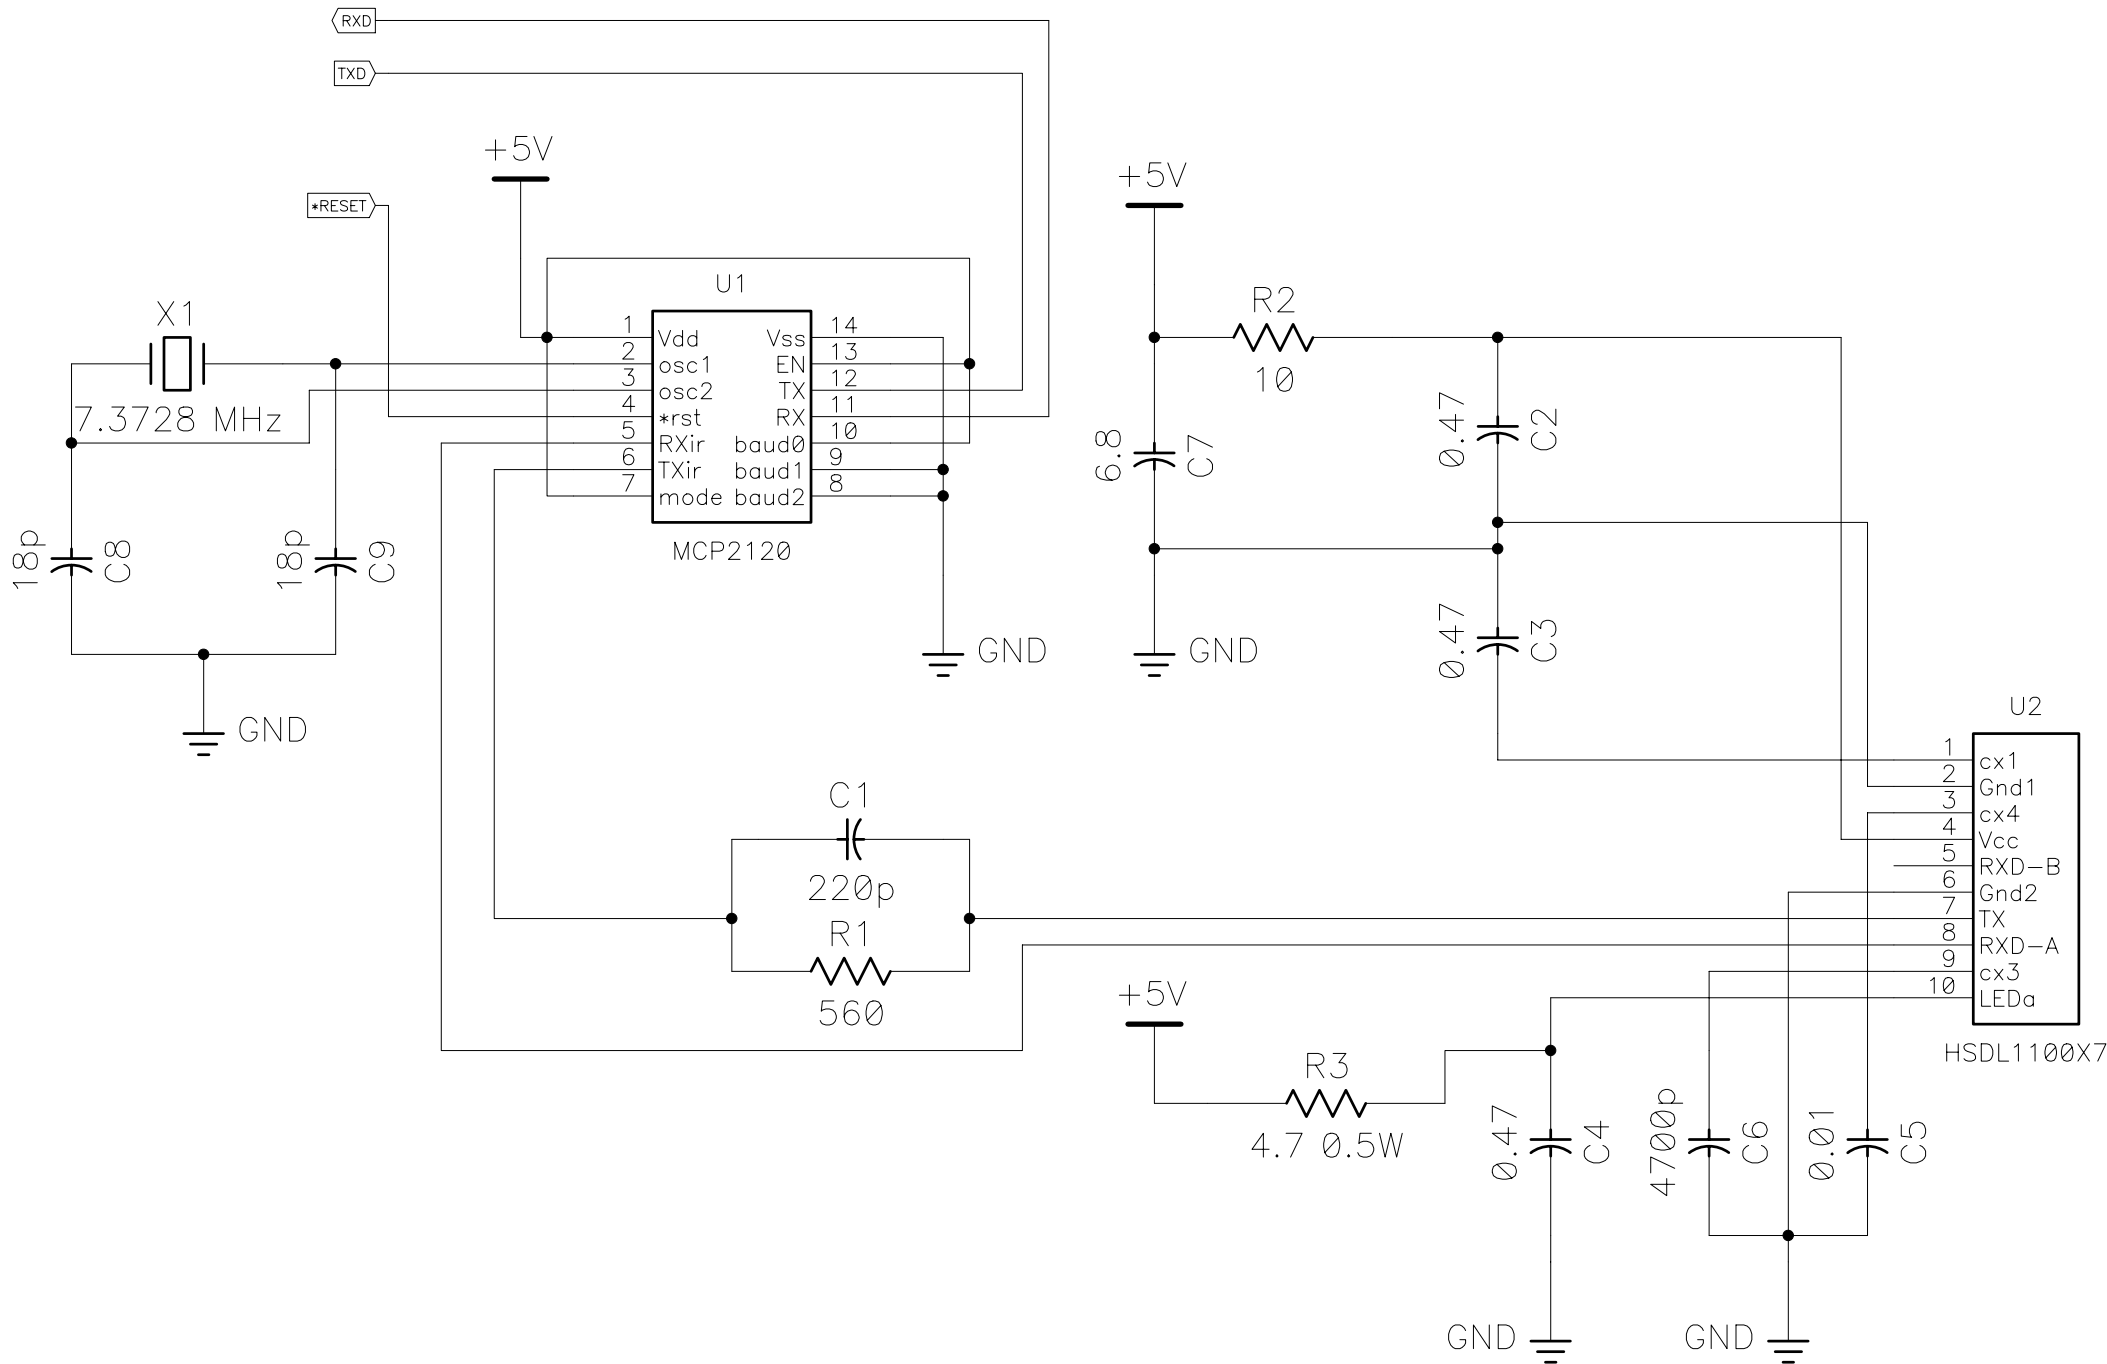 RXD
TXD
+5V
+5V
*RESET
U1
X1
R2
1 Vdd Vss 14
2 osc1 EN 13
3 osc2 TX 12
4 *rst RX 11
5 RXir baud0 10
6 TXir baud1 9
7 mode baud2 8
7.3728 MHz
10
0.47 C2
6.8 C7
MCP2120
18p C8
18p C9
GND
GND
0.47 C3
GND
U2
1 cx1
2 Gnd1
3 cx4
4 Vcc
5 RXD-B
6 Gnd2
7 TX
8 RXD-A
9 cx3
10 LEDa
HSDL1100X7
C1
220p
R1
560
+5V
R3
4.7 0.5W
0.47 C4
4700p C6
0.01 C5
GND
GND